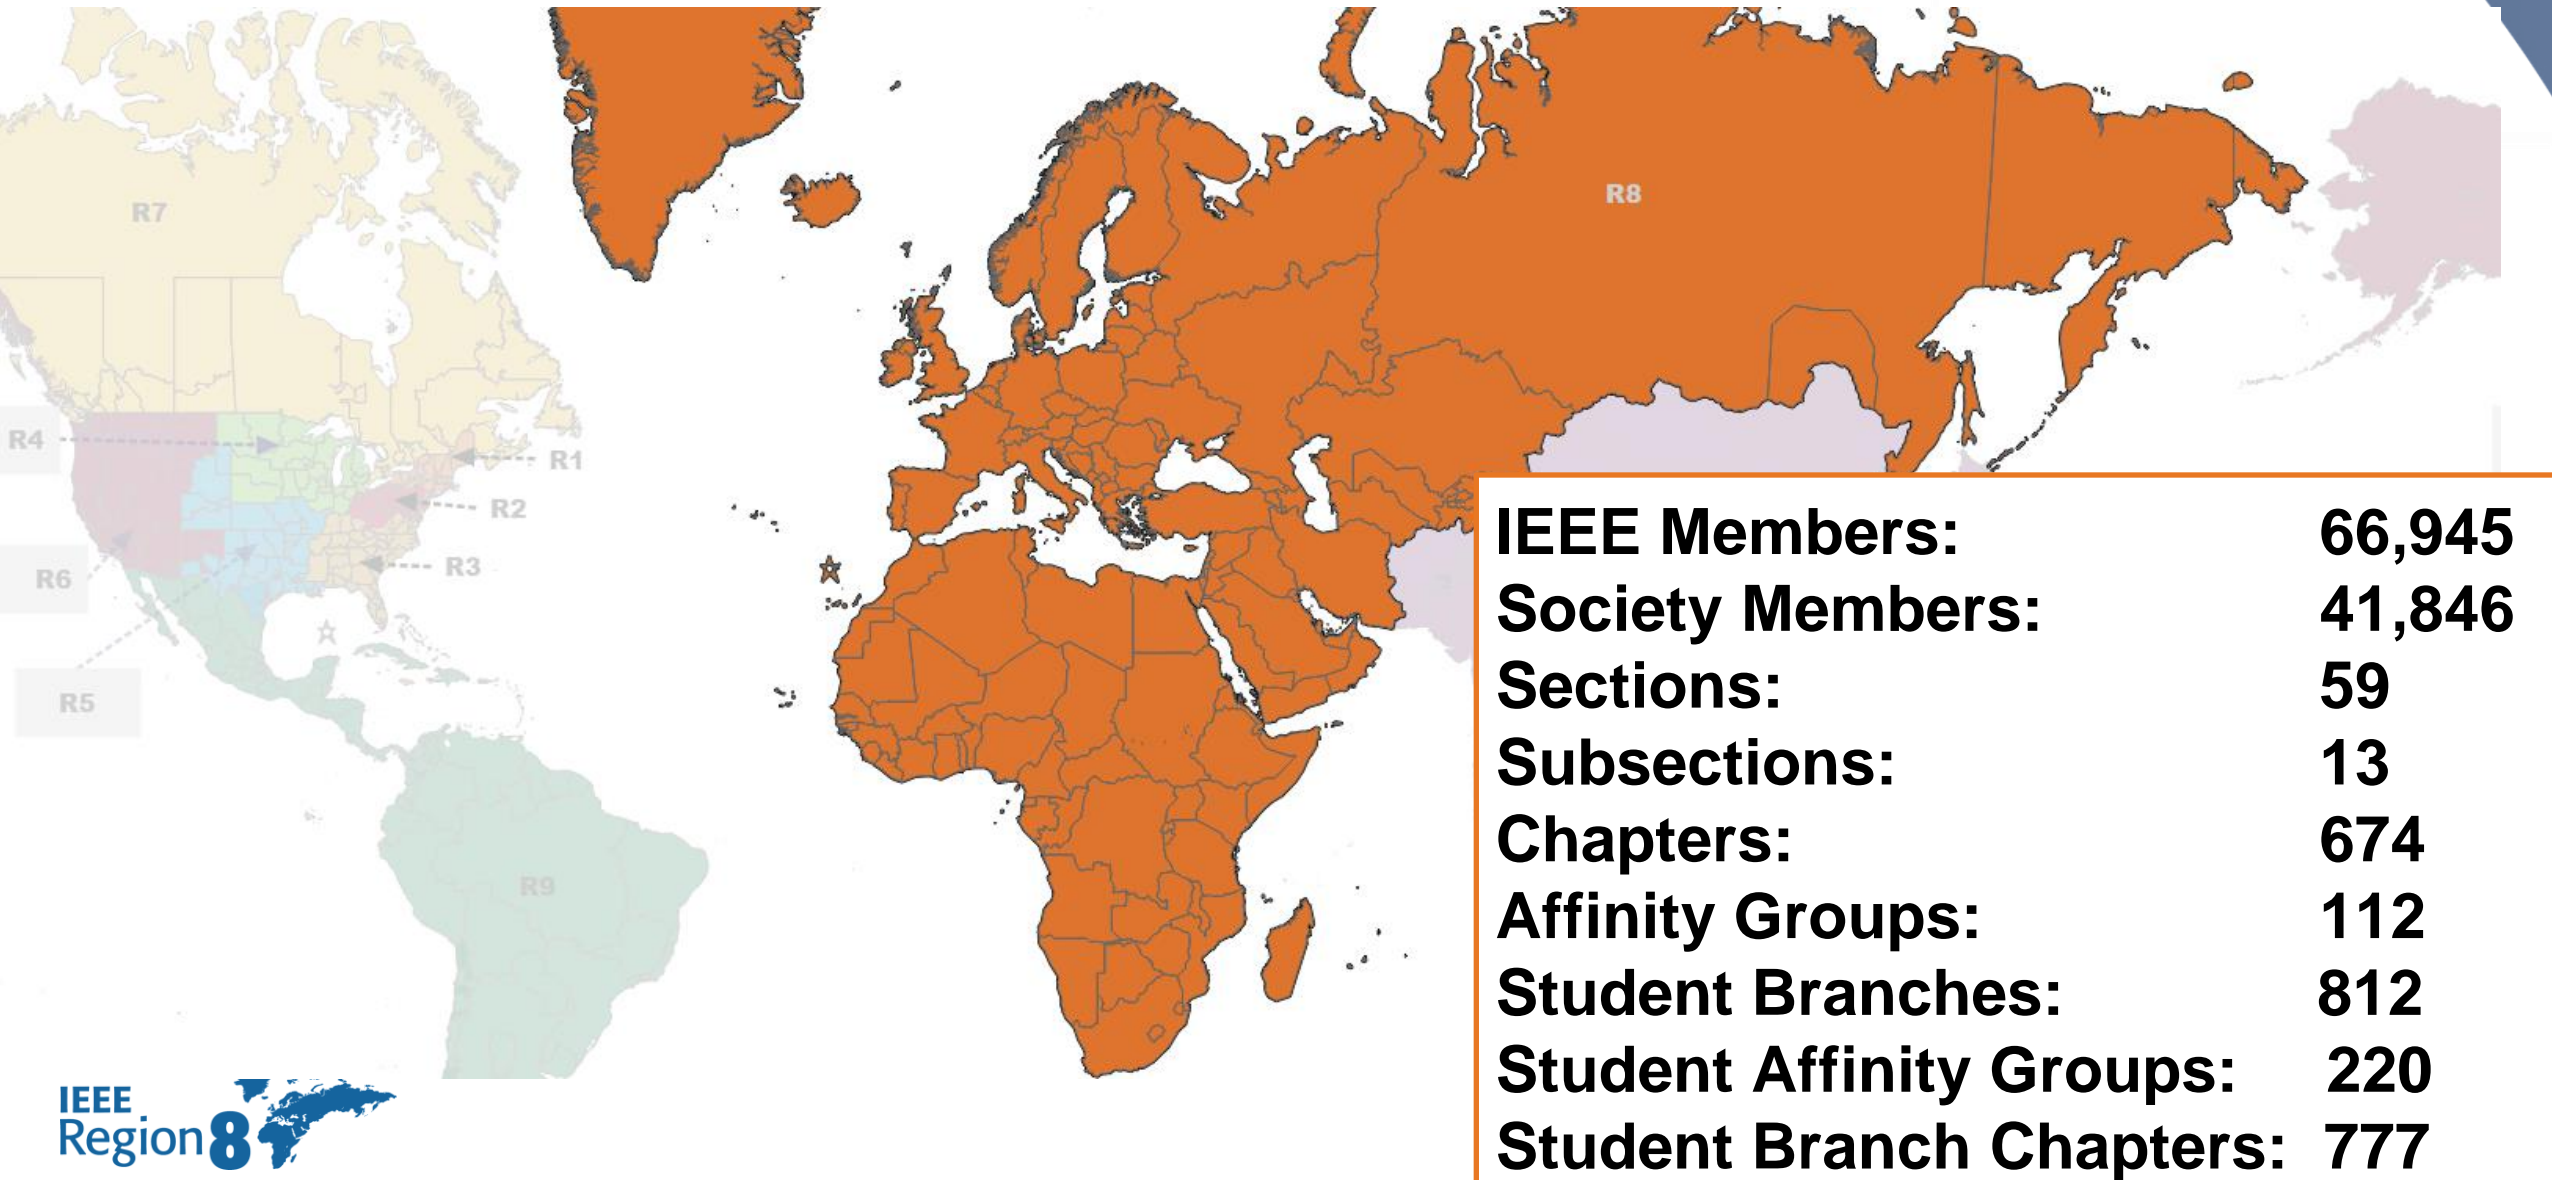 R7
R8
R4
R1
R2
R3
R6
R5
R9
IEEE Members: 66,945
Society Members: 41,846
Sections: 59
Subsections: 13
Chapters: 674
Affinity Groups: 112
Student Branches: 812
Student Affinity Groups: 220
Student Branch Chapters: 777
IEEE
Region 8